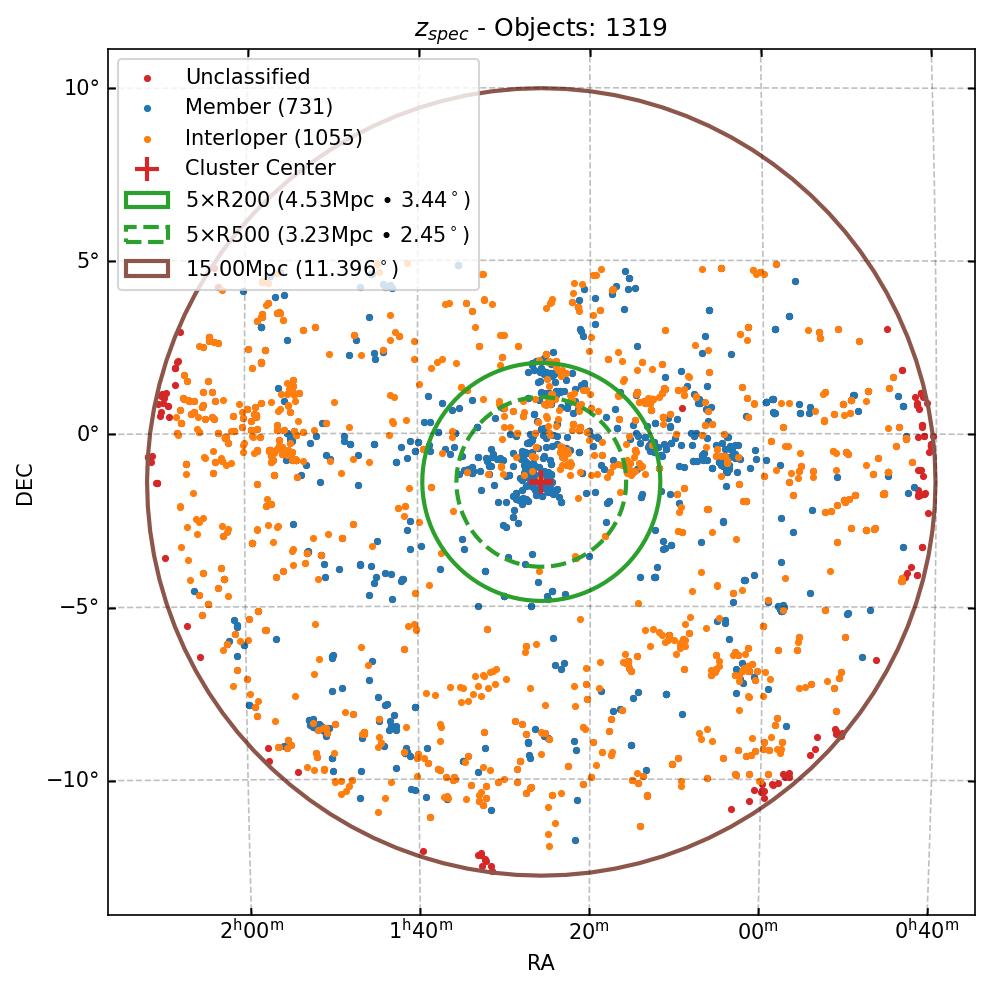 z_spec - Objects: 1319
Unclassified
Member (731)
Interloper (1055)
Cluster Center
5×R200 (4.53Mpc • 3.44°)
5×R500 (3.23Mpc • 2.45°)
15.00Mpc (11.396°)
10°
5°
0°
−5°
−10°
DEC
2ʰ00ᵐ
1ʰ40ᵐ
20ᵐ
00ᵐ
0ʰ40ᵐ
RA